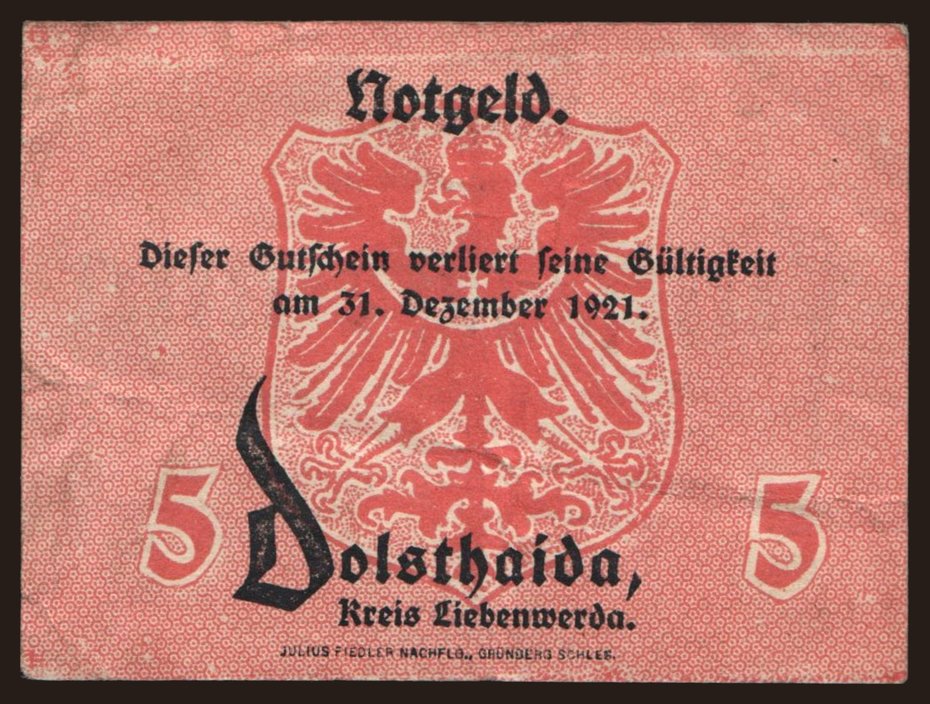 Notgeld.
Dieser Gutschein verliert seine Gültigkeit
am 31. Dezember 1921.
5 5
Dolsthaida,
Kreis Liebenwerda.
JULIUS FIEDLER NACHFLG., GRÜNBERG SCHLES.